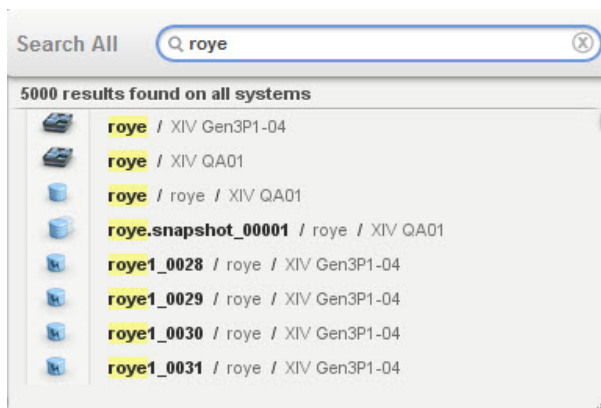 Search All roye
5000 results found on all systems
roye / XIV Gen3P1-04
roye / XIV QA01
roye / roye / XIV QA01
roye.snapshot_00001 / roye / XIV QA01
roye1_0028 / roye / XIV Gen3P1-04
roye1_0029 / roye / XIV Gen3P1-04
roye1_0030 / roye / XIV Gen3P1-04
roye1_0031 / roye / XIV Gen3P1-04